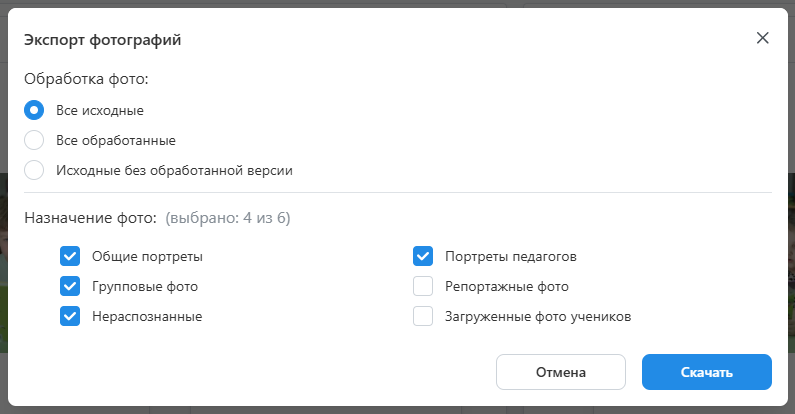 Экспорт фотографий
Обработка фото:
Все исходные
Все обработанные
Исходные без обработанной версии
Назначение фото: (выбрано: 4 из 6)
Общие портреты
Портреты педагогов
Групповые фото
Репортажные фото
Нераспознанные
Загруженные фото учеников
Отмена
Скачать